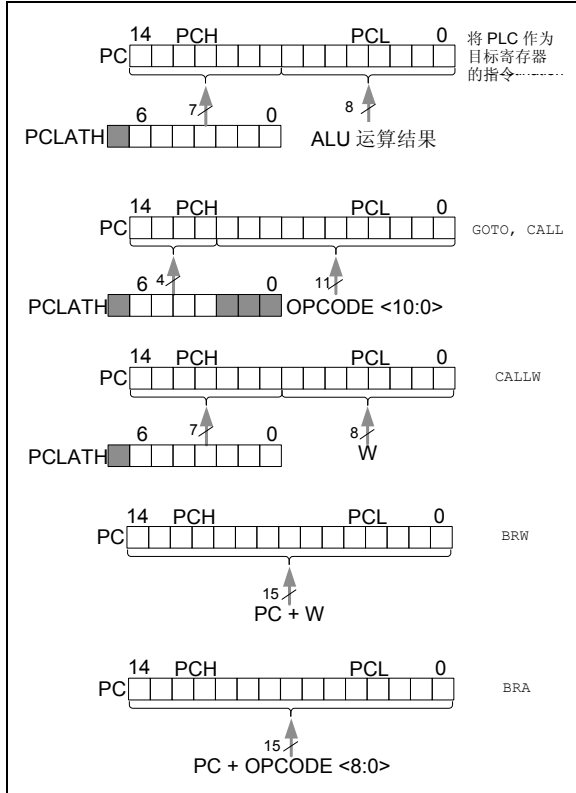 14 PCH PCL 0
PC
将 PLC 作为
目标寄存器
的指令
7
8
6 0
PCLATH
ALU 运算结果
14 PCH PCL 0
PC
GOTO, CALL
4
11
6 0
PCLATH
OPCODE <10:0>
14 PCH PCL 0
PC
CALLW
7
8
6 0
PCLATH
W
14 PCH PCL 0
PC
BRW
15
PC + W
14 PCH PCL 0
PC
BRA
15
PC + OPCODE <8:0>